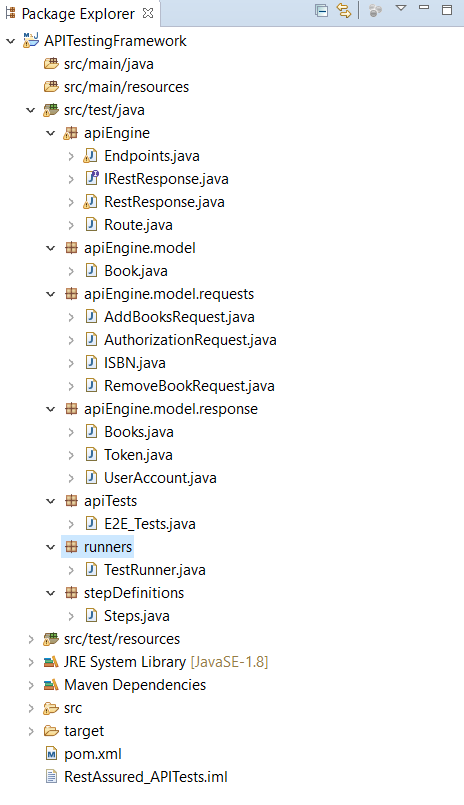 Package Explorer
APITestingFramework
src/main/java
src/main/resources
src/test/java
apiEngine
Endpoints.java
IRestResponse.java
RestResponse.java
Route.java
apiEngine.model
Book.java
apiEngine.model.requests
AddBooksRequest.java
AuthorizationRequest.java
ISBN.java
RemoveBookRequest.java
apiEngine.model.response
Books.java
Token.java
UserAccount.java
apiTests
E2E_Tests.java
runners
TestRunner.java
stepDefinitions
Steps.java
src/test/resources
JRE System Library [JavaSE-1.8]
Maven Dependencies
src
target
pom.xml
RestAssured_APITests.iml